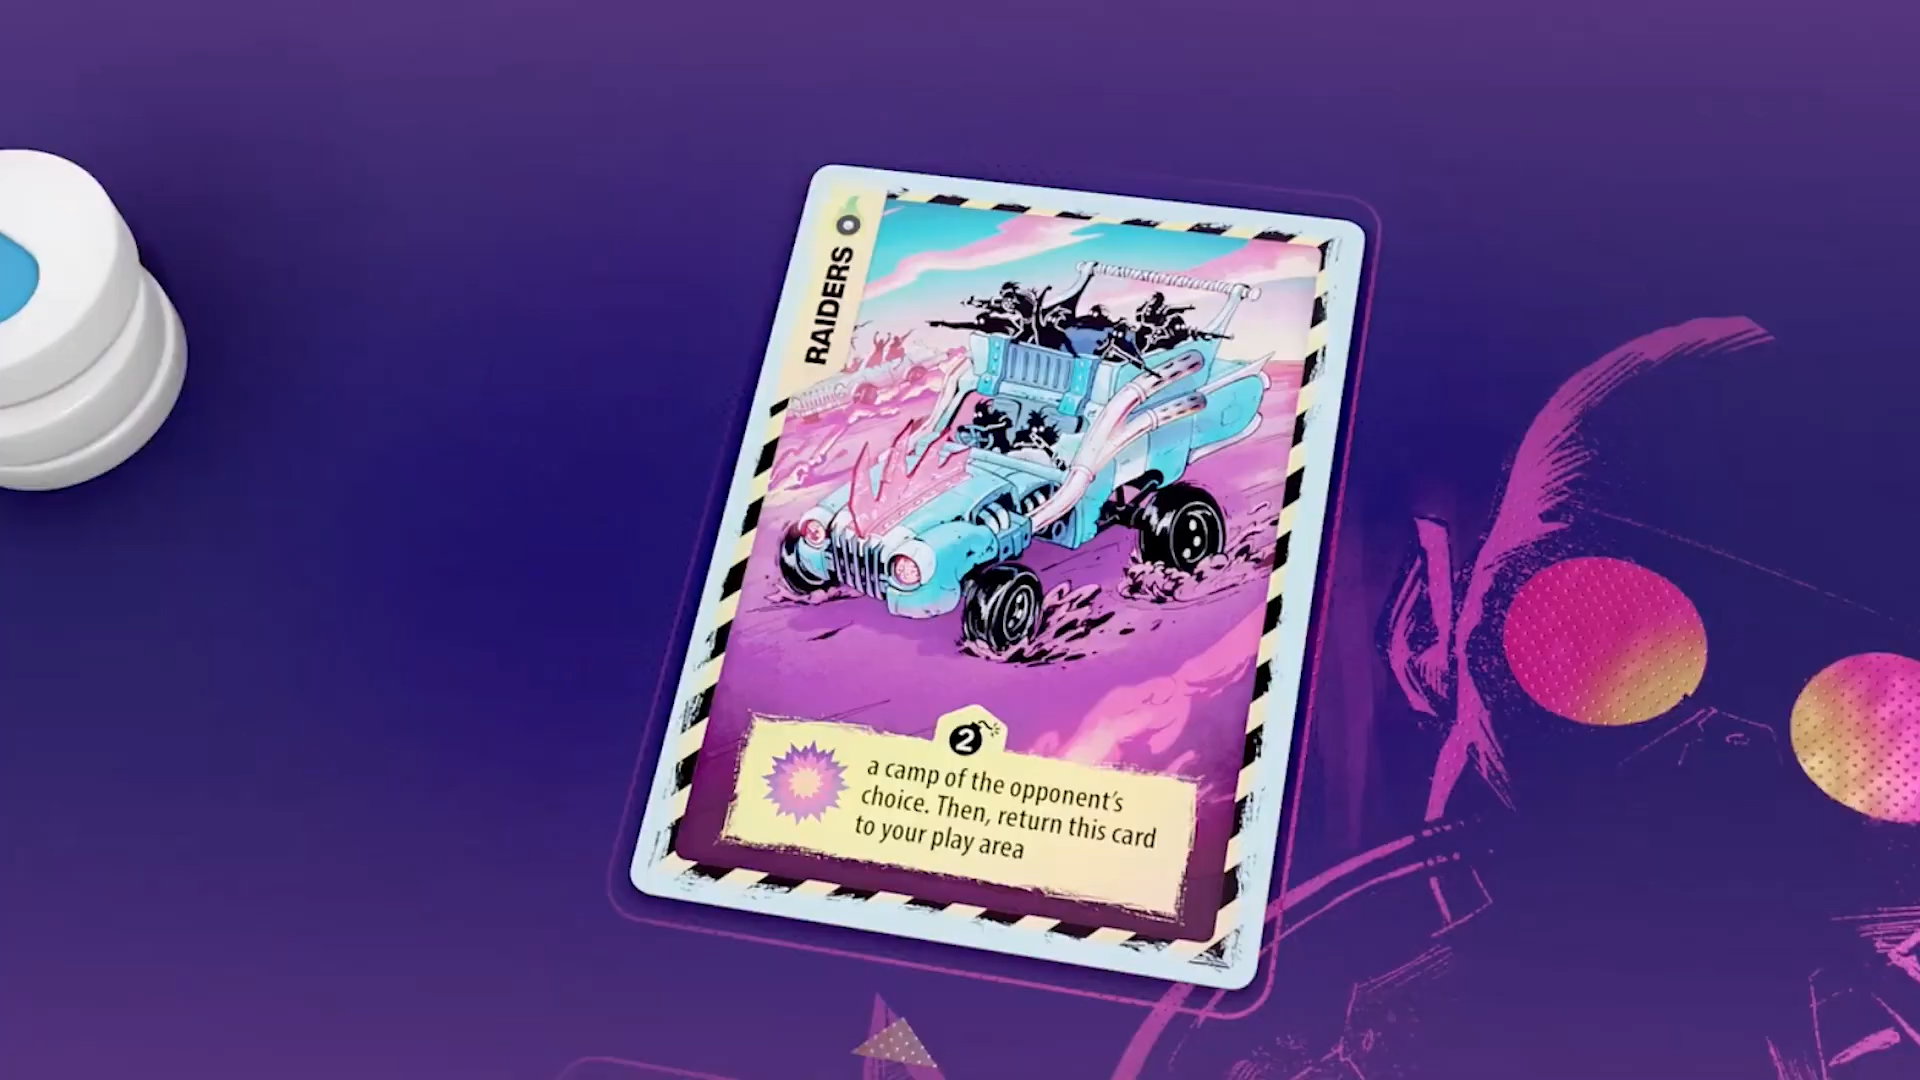 RAIDERS
2
a camp of the opponent's
choice. Then, return this card
to your play area